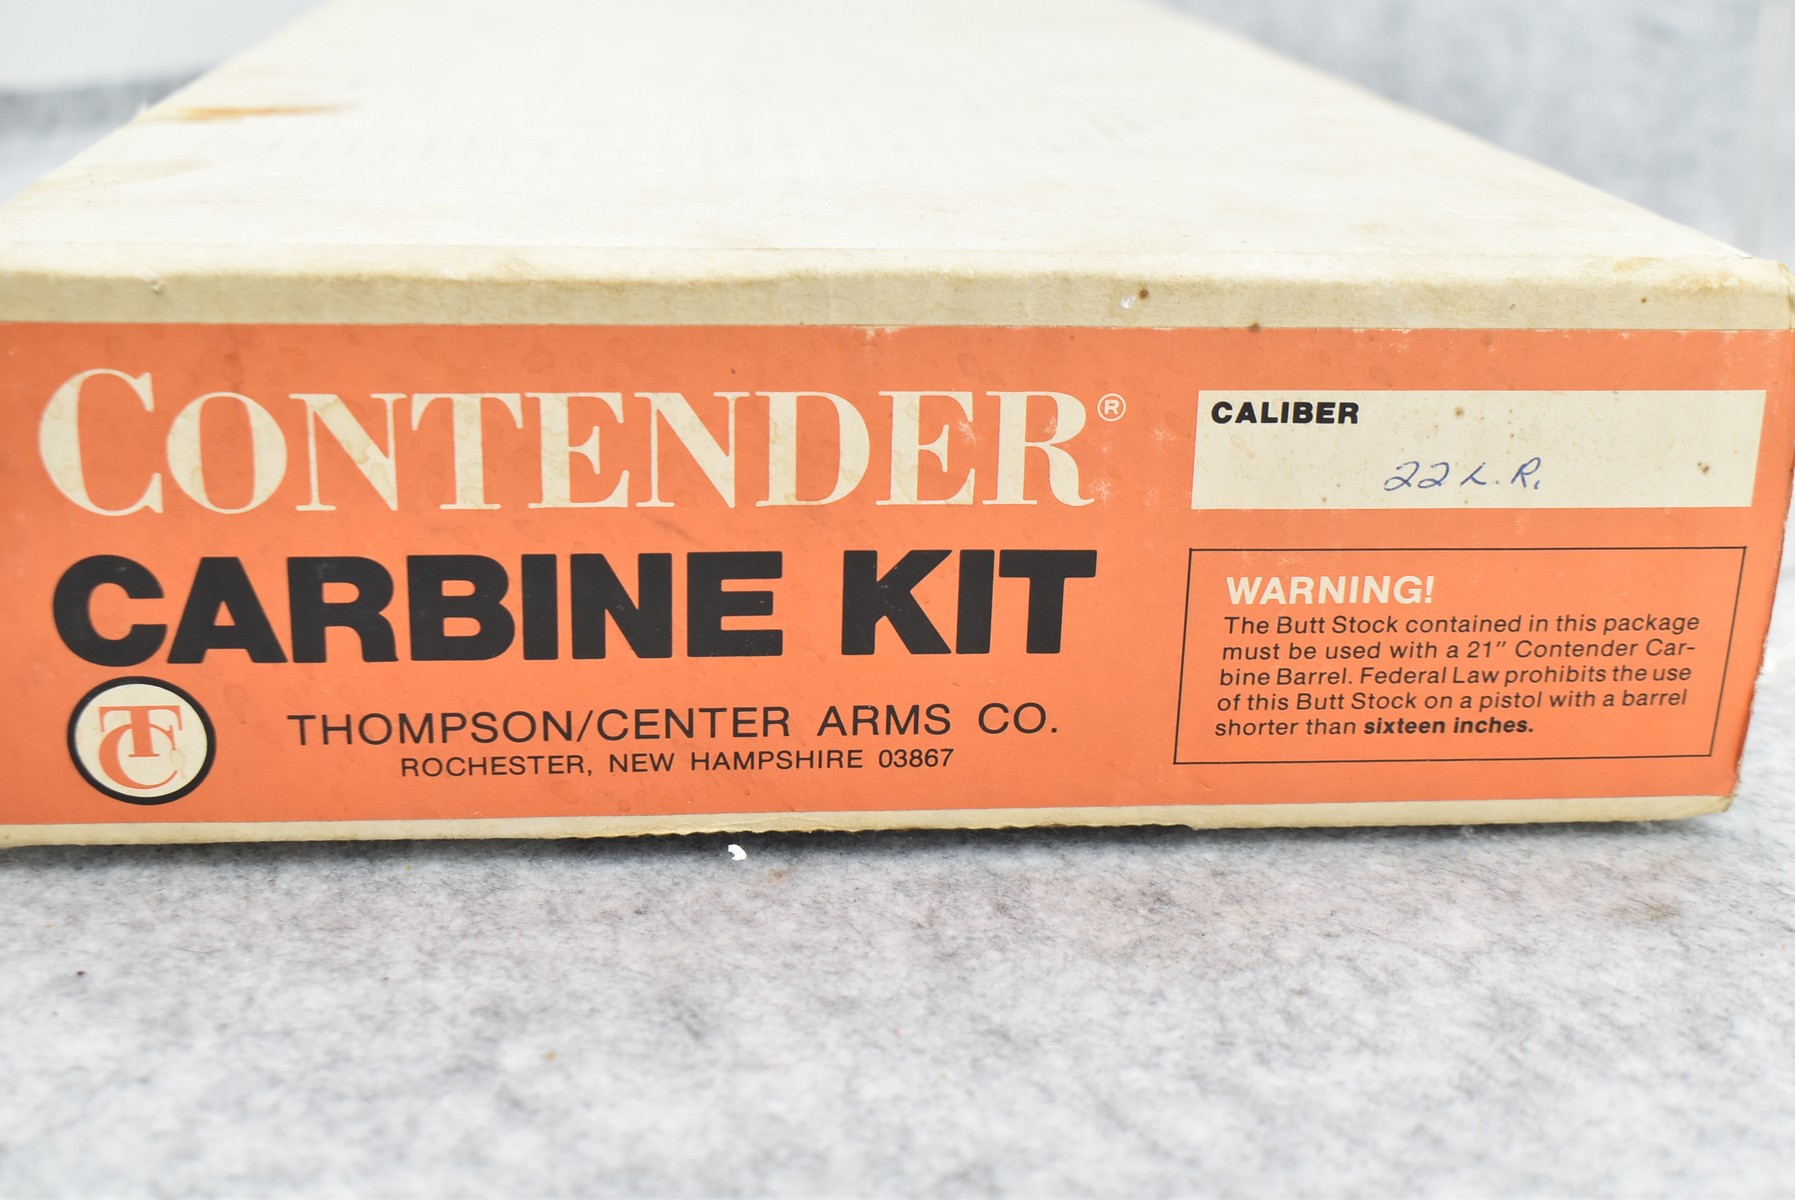 CONTENDER®
CARBINE KIT
TC
THOMPSON/CENTER ARMS CO.
ROCHESTER, NEW HAMPSHIRE 03867
CALIBER
22 L.R.
WARNING!
The Butt Stock contained in this package
must be used with a 21" Contender Car-
bine Barrel. Federal Law prohibits the use
of this Butt Stock on a pistol with a barrel
shorter than sixteen inches.